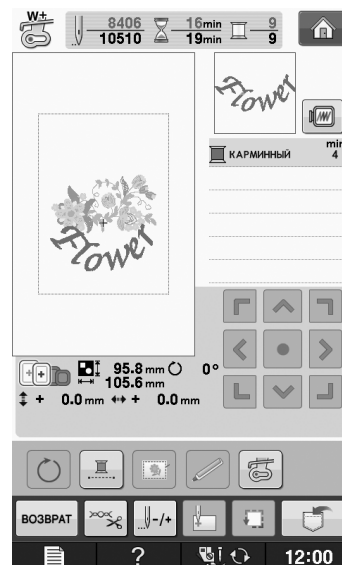 W+
8406 16min 9
10510 19min 9
Flower
min
КАРМИННЫЙ 4
Flower
95.8 mm 0°
105.6 mm
+ 0.0 mm + 0.0 mm
ВОЗВРАТ -/+
? 12:00